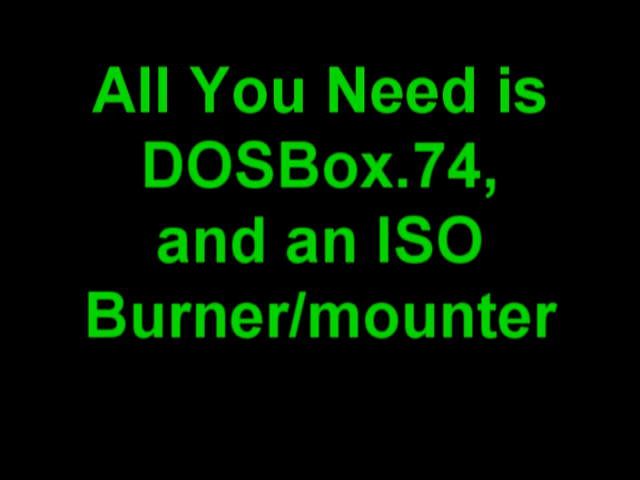 All You Need is
DOSBox.74,
and an ISO
Burner/mounter